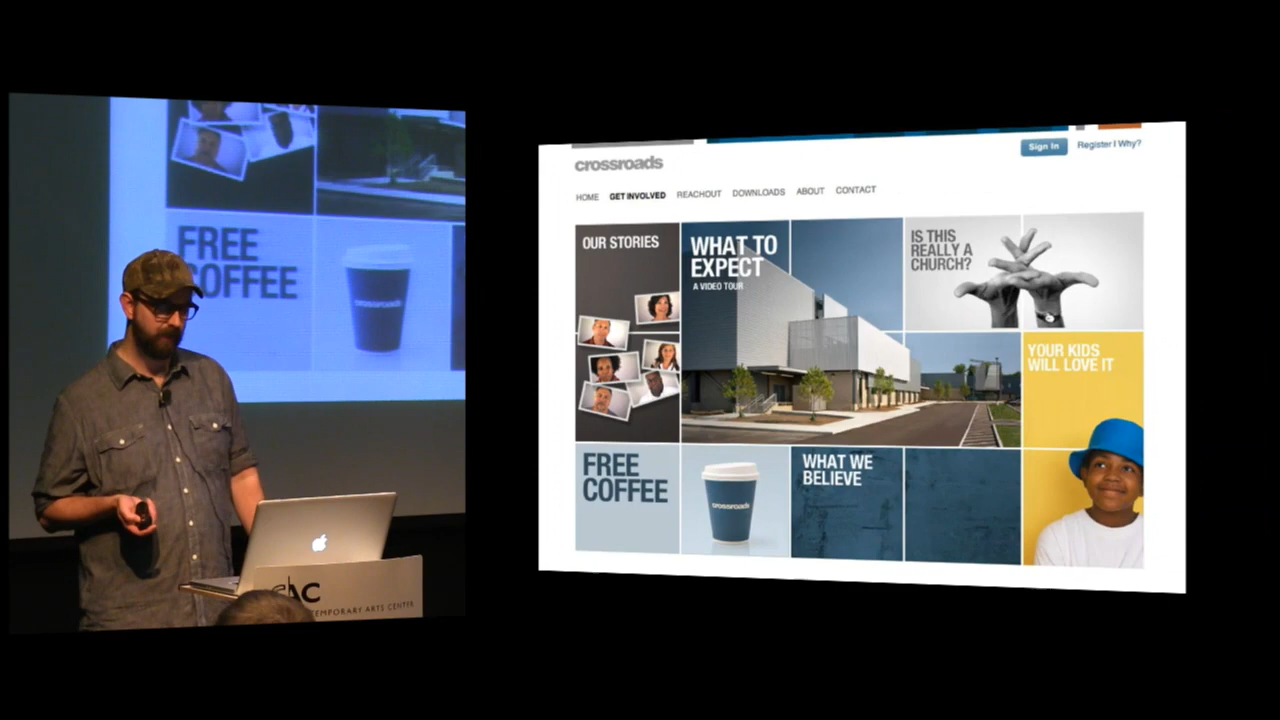 FREE
COFFEE
crossroads
CAC
TEMPORARY ARTS CENTER
crossroads
Sign In
Register | Why?
HOME GET INVOLVED REACHOUT DOWNLOADS ABOUT CONTACT
OUR STORIES
WHAT TO
EXPECT
A VIDEO TOUR
IS THIS
REALLY A
CHURCH?
YOUR KIDS
WILL LOVE IT
FREE
COFFEE
crossroads
WHAT WE
BELIEVE